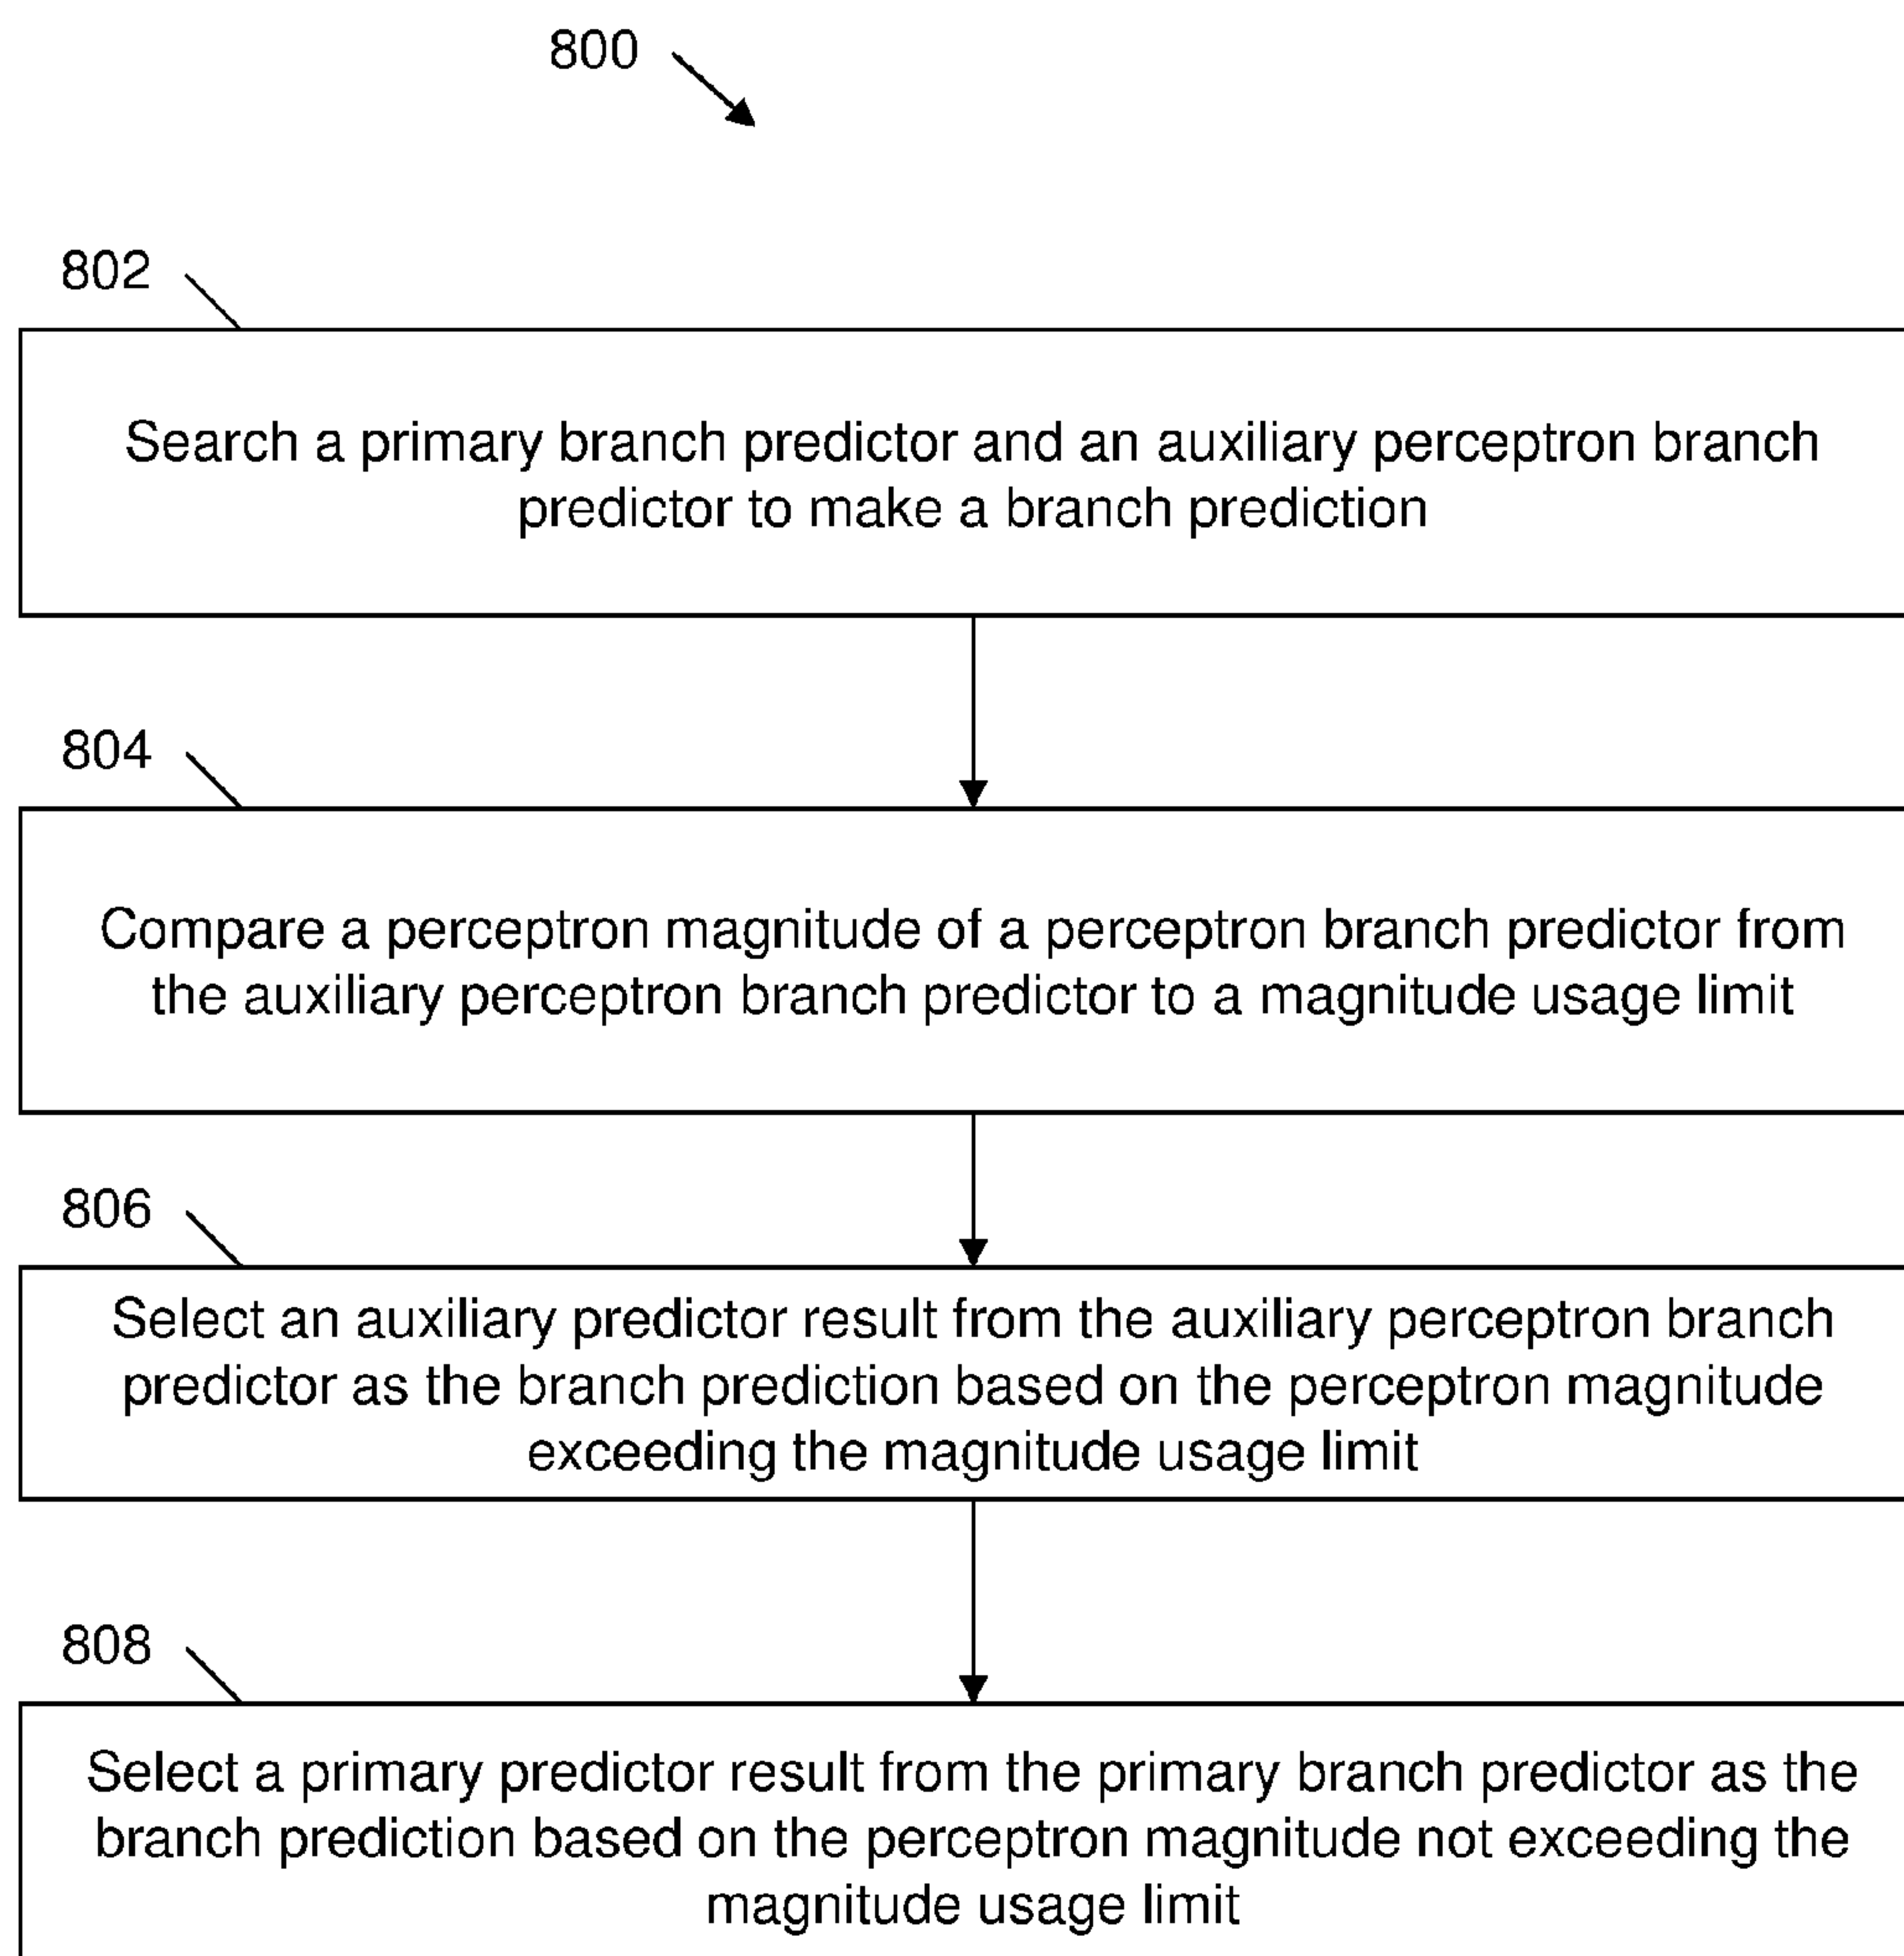 800
802
Search a primary branch predictor and an auxiliary perceptron branch
predictor to make a branch prediction
804
Compare a perceptron magnitude of a perceptron branch predictor from
the auxiliary perceptron branch predictor to a magnitude usage limit
806
Select an auxiliary predictor result from the auxiliary perceptron branch
predictor as the branch prediction based on the perceptron magnitude
exceeding the magnitude usage limit
808
Select a primary predictor result from the primary branch predictor as the
branch prediction based on the perceptron magnitude not exceeding the
magnitude usage limit